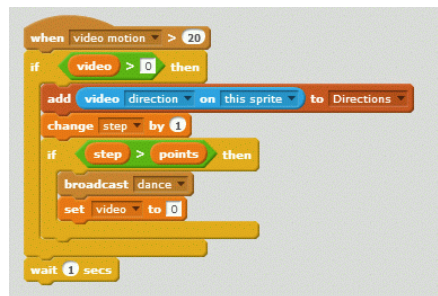 when video motion > 20
if video > 0 then
add video direction on this sprite to Directions
change step by 1
if step > points then
broadcast dance
set video to 0
wait 1 secs